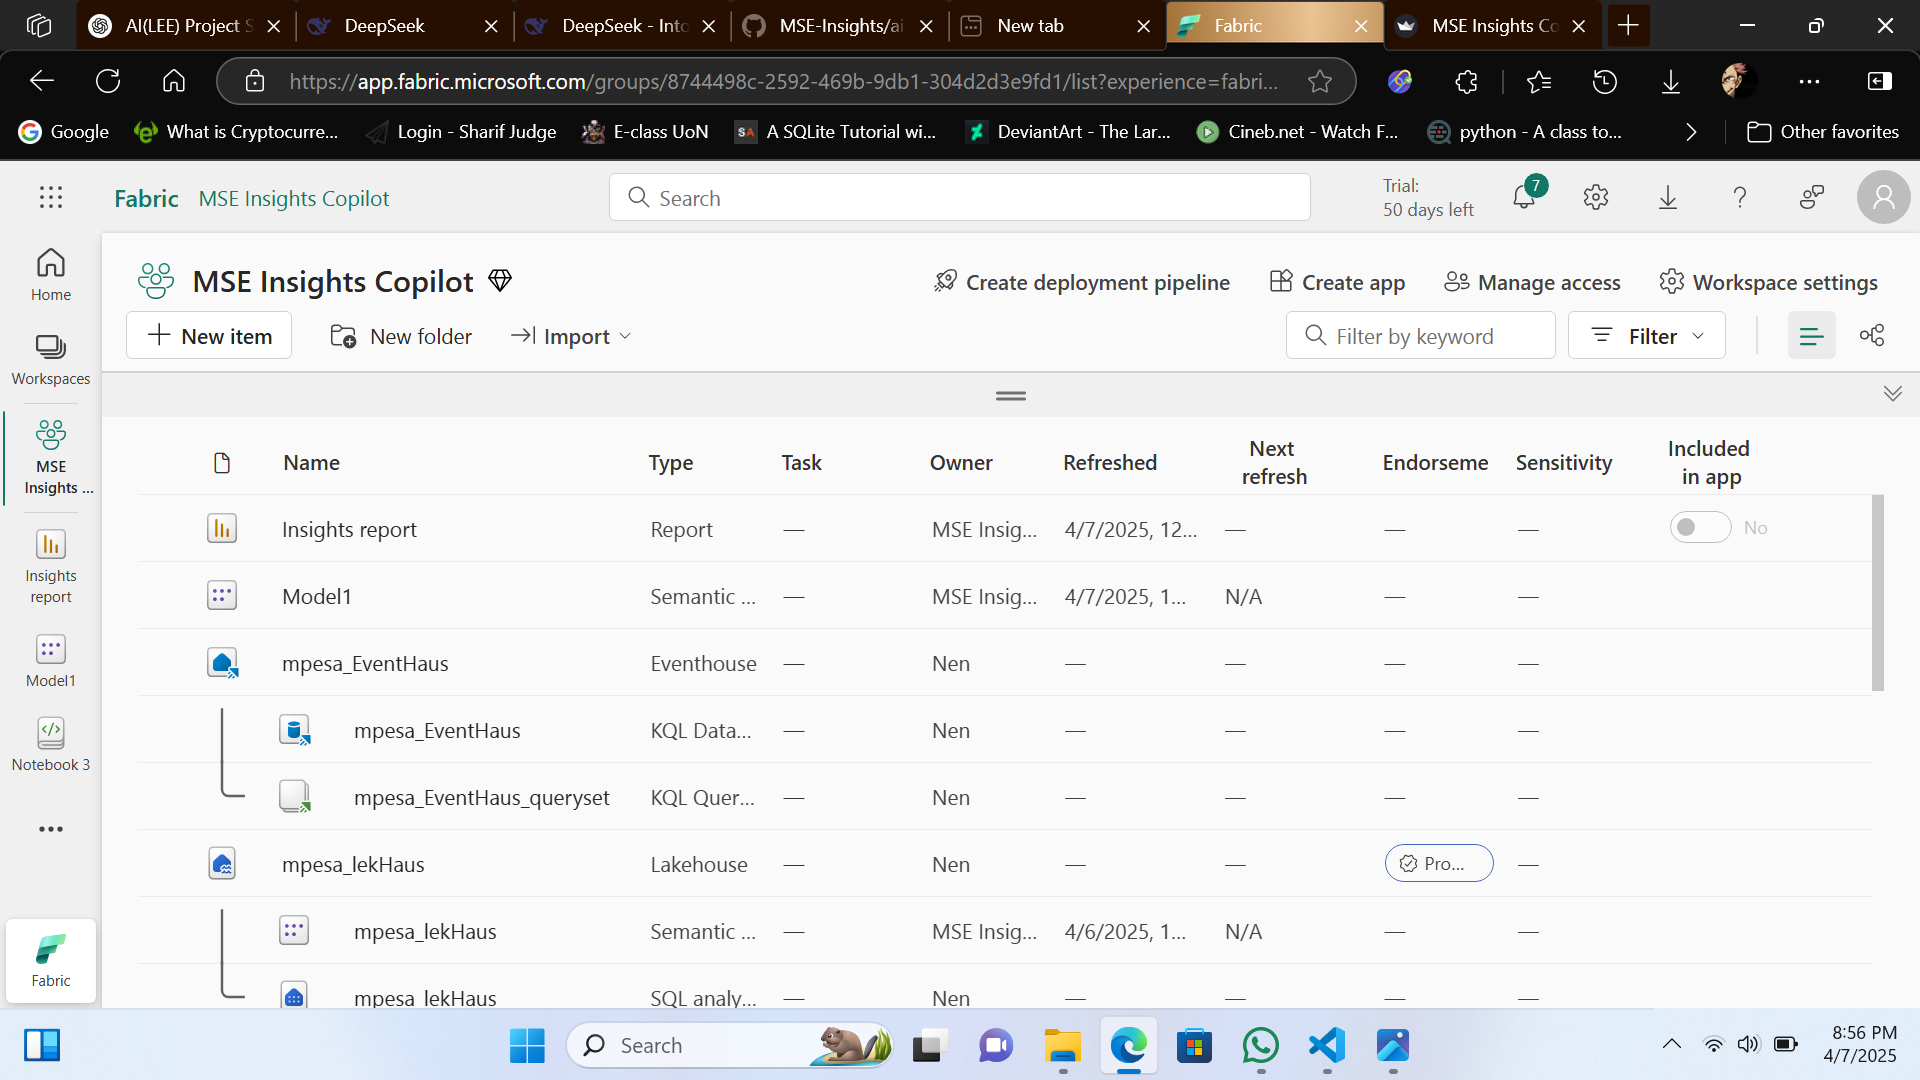 AI(LEE) Project S
DeepSeek
DeepSeek - Into
MSE-Insights/ai
New tab
Fabric
MSE Insights Co
https://app.fabric.microsoft.com/groups/8744498c-2592-469b-9db1-304d2d3e9fd1/list?experience=fabri...
Google
What is Cryptocurre...
Login - Sharif Judge
E-class UoN
SA
A SQLite Tutorial wi...
DeviantArt - The Lar...
Cineb.net - Watch F...
python - A class to...
Other favorites
Fabric
MSE Insights Copilot
Search
Trial:
50 days left
7
MSE Insights Copilot
Create deployment pipeline
Create app
Manage access
Workspace settings
New item
New folder
Import
Filter by keyword
Filter
Home
Workspaces
MSE
Insights ...
Insights
report
Model1
Notebook 3
Fabric
Name Type Task Owner Refreshed Next refresh Endorseme Sensitivity Included in app
Insights report Report — MSE Insig... 4/7/2025, 12... — — — No
Model1 Semantic ... — MSE Insig... 4/7/2025, 1... N/A — —
mpesa_EventHaus Eventhouse — Nen — — — —
mpesa_EventHaus KQL Data... — Nen — — — —
mpesa_EventHaus_queryset KQL Quer... — Nen — — — —
mpesa_lekHaus Lakehouse — Nen — — Pro... —
mpesa_lekHaus Semantic ... — MSE Insig... 4/6/2025, 1... N/A — —
mpesa_lekHaus SQL analy... — Nen — — — —
Search
8:56 PM
4/7/2025